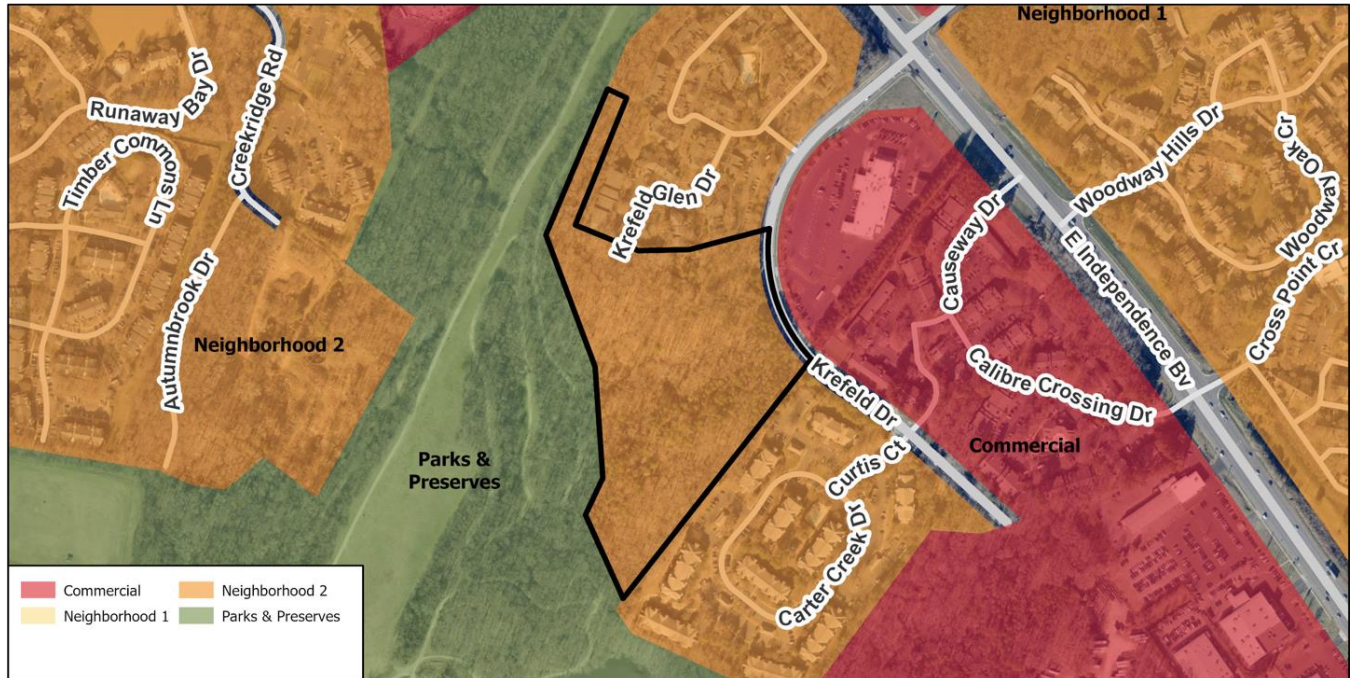 Neighborhood 1
Runaway Bay Dr
Creekridge Rd
Timber Commons Ln
Autumnbrook Dr
Neighborhood 2
Krefeld Glen Dr
Woodway Hills Dr
Woodway Oak Cr
Causeway Dr
E Independence Bv
Cross Point Cr
Calibre Crossing Dr
Krefeld Dr
Commercial
Parks &
Preserves
Curtis Ct
Carter Creek Dr
Commercial
Neighborhood 2
Neighborhood 1
Parks & Preserves